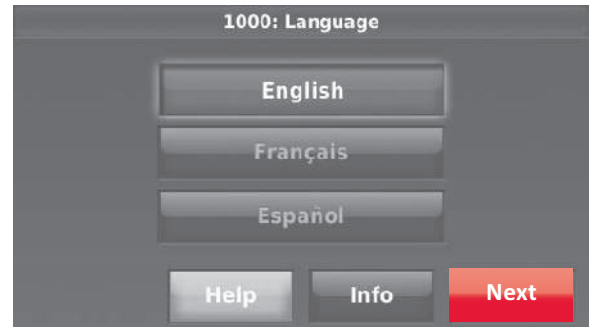 1000: Language
English
Français
Español
Help Info Next